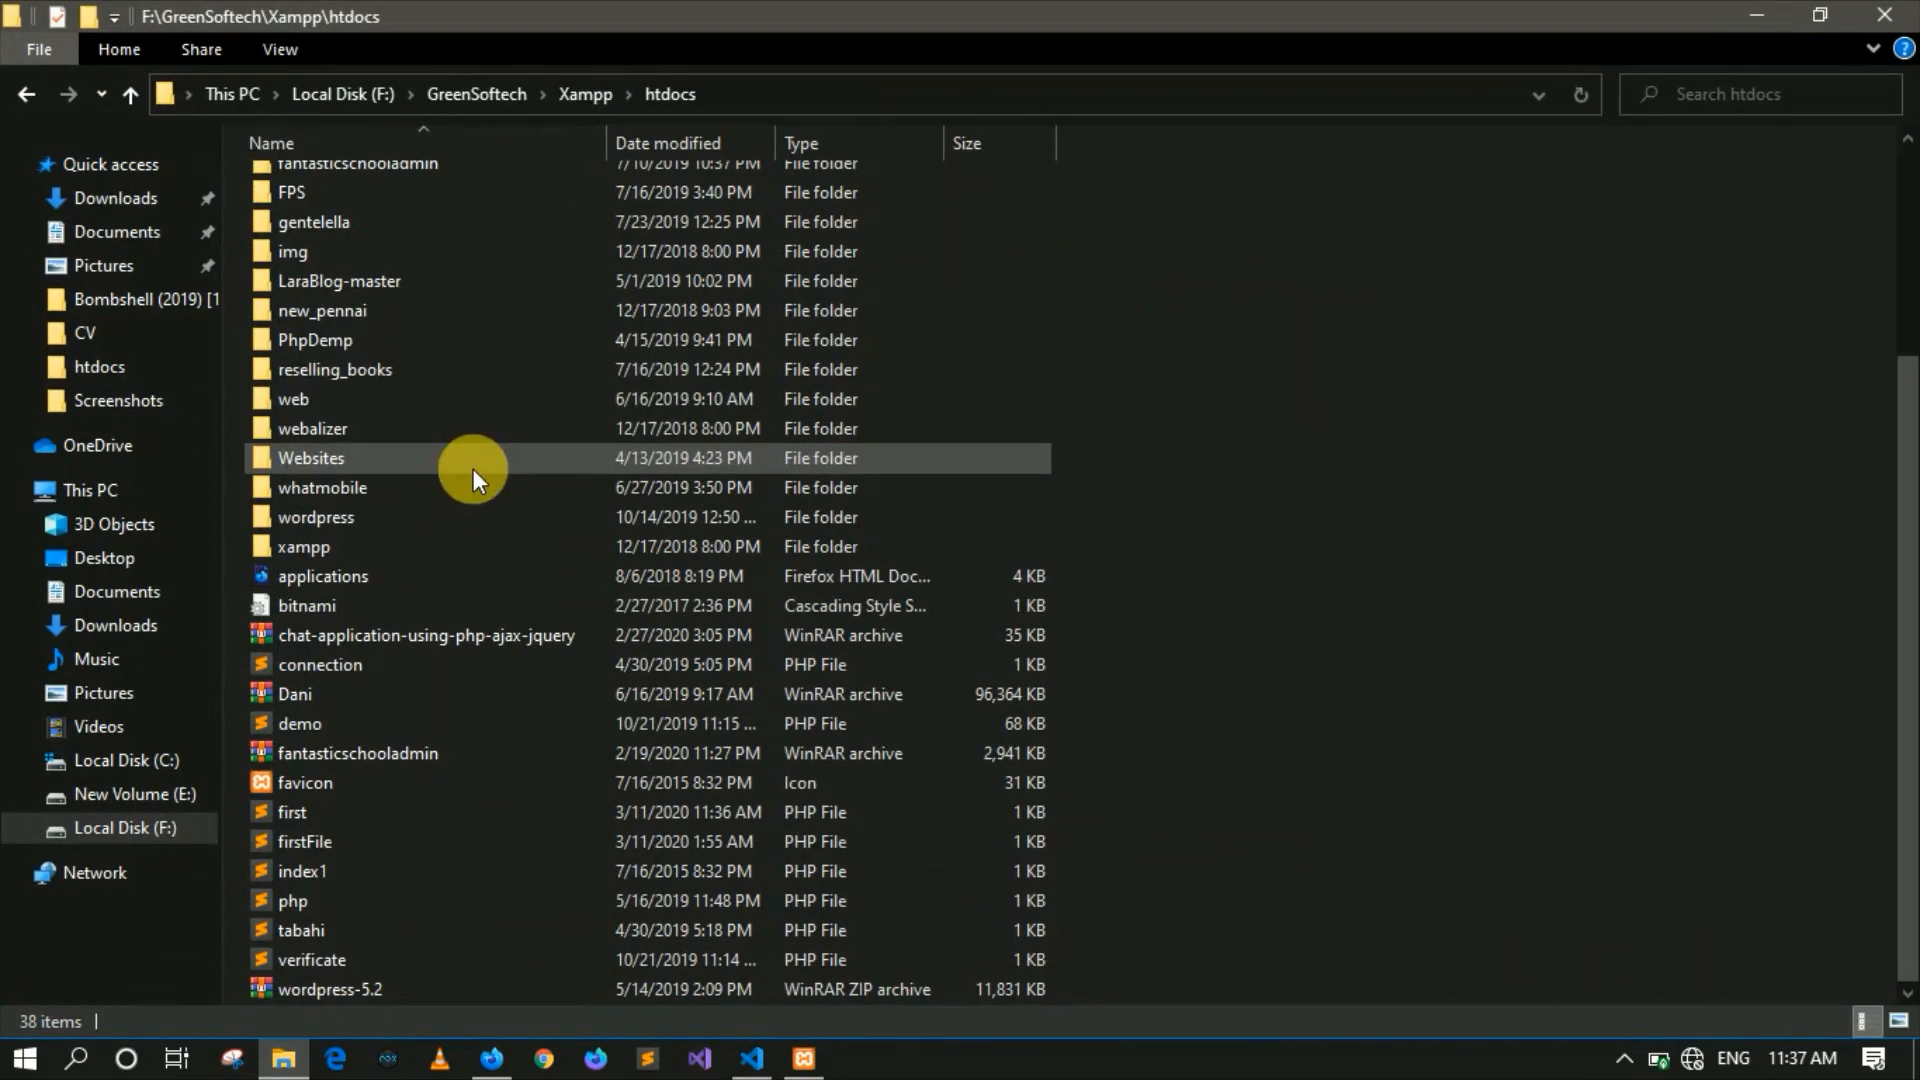 F:\GreenSoftech\Xampp\htdocs
File Home Share View
This PC Local Disk (F:) GreenSoftech Xampp htdocs
Search htdocs
Quick access
Downloads
Documents
Pictures
Bombshell (2019) [1
CV
htdocs
Screenshots
OneDrive
This PC
3D Objects
Desktop
Documents
Downloads
Music
Pictures
Videos
Local Disk (C:)
New Volume (E:)
Local Disk (F:)
Network
Name Date modified Type Size
fantasticschooladmin 7/10/2019 10:37 PM File folder
FPS 7/16/2019 3:40 PM File folder
gentelella 7/23/2019 12:25 PM File folder
img 12/17/2018 8:00 PM File folder
LaraBlog-master 5/1/2019 10:02 PM File folder
new_pennai 12/17/2018 9:03 PM File folder
PhpDemp 4/15/2019 9:41 PM File folder
reselling_books 7/16/2019 12:24 PM File folder
web 6/16/2019 9:10 AM File folder
webalizer 12/17/2018 8:00 PM File folder
Websites 4/13/2019 4:23 PM File folder
whatmobile 6/27/2019 3:50 PM File folder
wordpress 10/14/2019 12:50 ... File folder
xampp 12/17/2018 8:00 PM File folder
applications 8/6/2018 8:19 PM Firefox HTML Doc... 4 KB
bitnami 2/27/2017 2:36 PM Cascading Style S... 1 KB
chat-application-using-php-ajax-jquery 2/27/2020 3:05 PM WinRAR archive 35 KB
connection 4/30/2019 5:05 PM PHP File 1 KB
Dani 6/16/2019 9:17 AM WinRAR archive 96,364 KB
demo 10/21/2019 11:15 ... PHP File 68 KB
fantasticschooladmin 2/19/2020 11:27 PM WinRAR archive 2,941 KB
favicon 7/16/2015 8:32 PM Icon 31 KB
first 3/11/2020 11:36 AM PHP File 1 KB
firstFile 3/11/2020 1:55 AM PHP File 1 KB
index1 7/16/2015 8:32 PM PHP File 1 KB
php 5/16/2019 11:48 PM PHP File 1 KB
tabahi 4/30/2019 5:18 PM PHP File 1 KB
verificate 10/21/2019 11:14 ... PHP File 1 KB
wordpress-5.2 5/14/2019 2:09 PM WinRAR ZIP archive 11,831 KB
38 items
ENG 11:37 AM